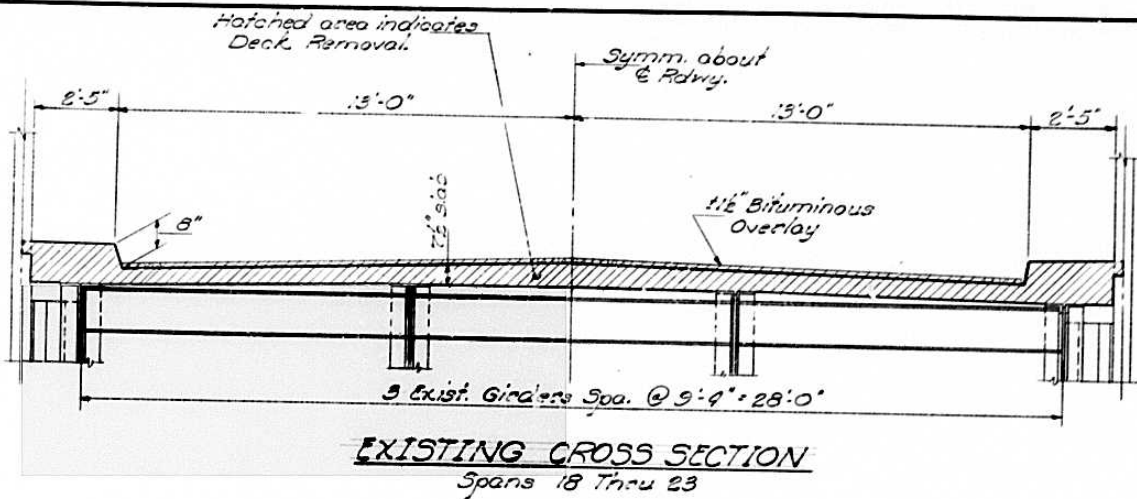 Hatched area indicates
Deck Removal.
Symm. about
℄ Rdwy.
2'-5"
13'-0"
13'-0"
2'-5"
8"
7½" slab
±1½" Bituminous
Overlay
3 Exist. Girders Spa. @ 9'-4" = 28'-0"
EXISTING CROSS SECTION
Spans 18 Thru 23